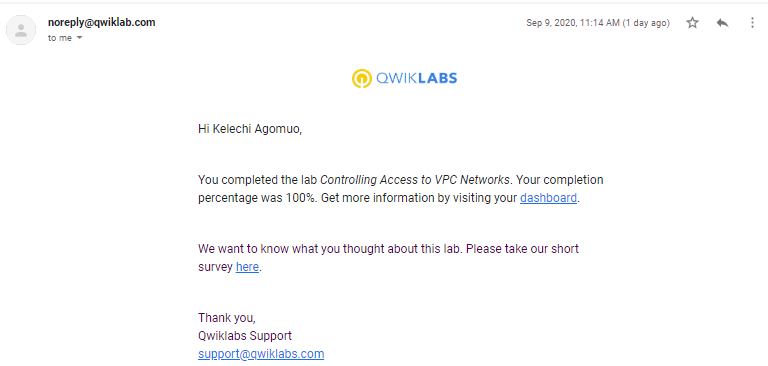 noreply@qwiklab.com
Sep 9, 2020, 11:14 AM (1 day ago)
to me
QWIKLABS
Hi Kelechi Agomuo,
You completed the lab Controlling Access to VPC Networks. Your completion
percentage was 100%. Get more information by visiting your dashboard.
We want to know what you thought about this lab. Please take our short
survey here.
Thank you,
Qwiklabs Support
support@qwiklabs.com